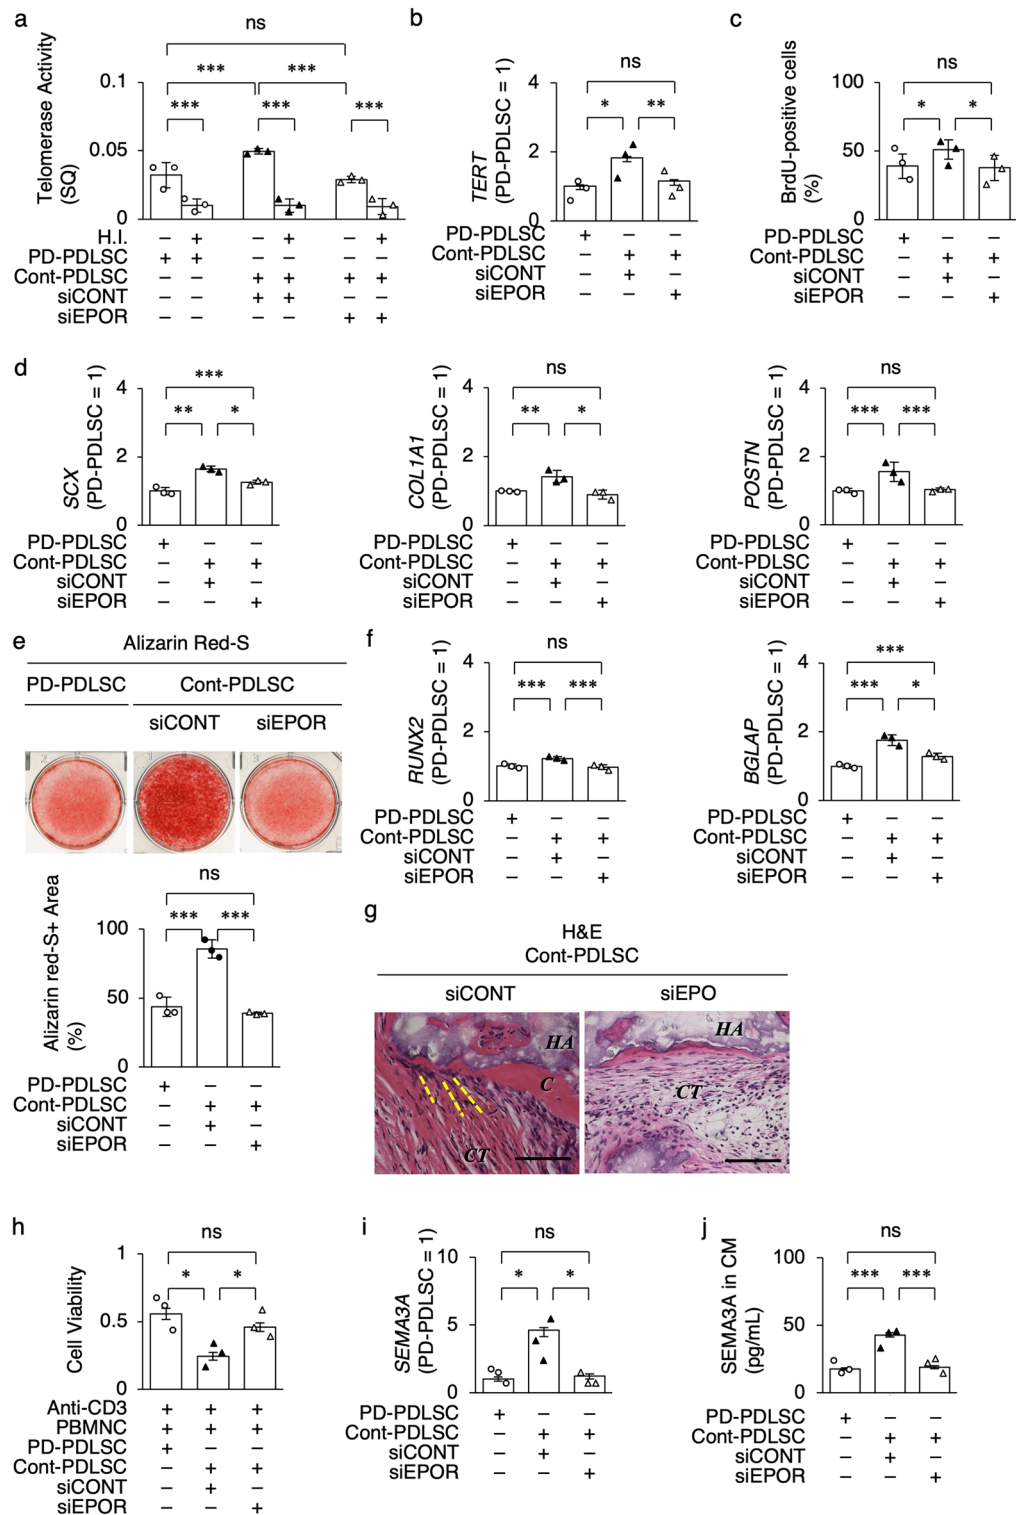 a
ns
***
***
***
***
***
0.1
0.05
0
Telomerase Activity
(SQ)
H.I. – + – + – +
PD-PDLSC + + – – – –
Cont-PDLSC – – + + + +
siCONT – – + + – –
siEPOR – – – – + +
b
ns
*
**
4
2
0
TERT
(PD-PDLSC = 1)
PD-PDLSC + – –
Cont-PDLSC – + +
siCONT – + –
siEPOR – – +
c
ns
*
*
100
50
0
BrdU-positive cells
(%)
PD-PDLSC + – –
Cont-PDLSC – + +
siCONT – + –
siEPOR – – +
d
***
**
*
4
2
0
SCX
(PD-PDLSC = 1)
PD-PDLSC + – –
Cont-PDLSC – + +
siCONT – + –
siEPOR – – +
ns
**
*
4
2
0
COL1A1
(PD-PDLSC = 1)
PD-PDLSC + – –
Cont-PDLSC – + +
siCONT – + –
siEPOR – – +
ns
***
***
4
2
0
POSTN
(PD-PDLSC = 1)
PD-PDLSC + – –
Cont-PDLSC – + +
siCONT – + –
siEPOR – – +
e
Alizarin Red-S
PD-PDLSC Cont-PDLSC
siCONT siEPOR
ns
***
***
100
50
0
Alizarin red-S+ Area
(%)
PD-PDLSC + – –
Cont-PDLSC – + +
siCONT – + –
siEPOR – – +
f
ns
***
***
4
2
0
RUNX2
(PD-PDLSC = 1)
PD-PDLSC + – –
Cont-PDLSC – + +
siCONT – + –
siEPOR – – +
***
***
*
4
2
0
BGLAP
(PD-PDLSC = 1)
PD-PDLSC + – –
Cont-PDLSC – + +
siCONT – + –
siEPOR – – +
g
H&E
Cont-PDLSC
siCONT siEPO
HA
C
CT
HA
CT
h
ns
*
*
1
0.5
0
Cell Viability
Anti-CD3 + + +
PBMNC + + +
PD-PDLSC + – –
Cont-PDLSC – + +
siCONT – + –
siEPOR – – +
i
ns
*
*
10
5
0
SEMA3A
(PD-PDLSC = 1)
PD-PDLSC + – –
Cont-PDLSC – + +
siCONT – + –
siEPOR – – +
j
ns
***
***
100
50
0
SEMA3A in CM
(pg/mL)
PD-PDLSC + – –
Cont-PDLSC – + +
siCONT – + –
siEPOR – – +